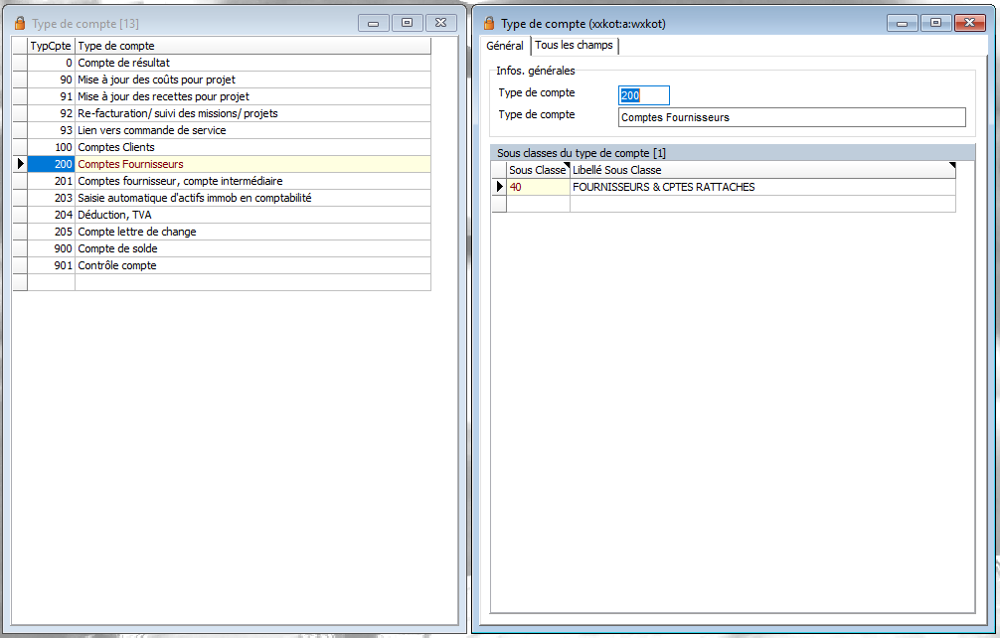 Type de compte [13]
TypCpte Type de compte
0 Compte de résultat
90 Mise à jour des coûts pour projet
91 Mise à jour des recettes pour projet
92 Re-facturation/ suivi des missions/ projets
93 Lien vers commande de service
100 Comptes Clients
200 Comptes Fournisseurs
201 Comptes fournisseur, compte intermédiaire
203 Saisie automatique d'actifs immob en comptabilité
204 Déduction, TVA
205 Compte lettre de change
900 Compte de solde
901 Contrôle compte
Type de compte (xxkot:a:wxkot)
Général Tous les champs
Infos. générales
Type de compte 200
Type de compte Comptes Fournisseurs
Sous classes du type de compte [1]
Sous Classe Libellé Sous Classe
40 FOURNISSEURS & CPTES RATTACHES